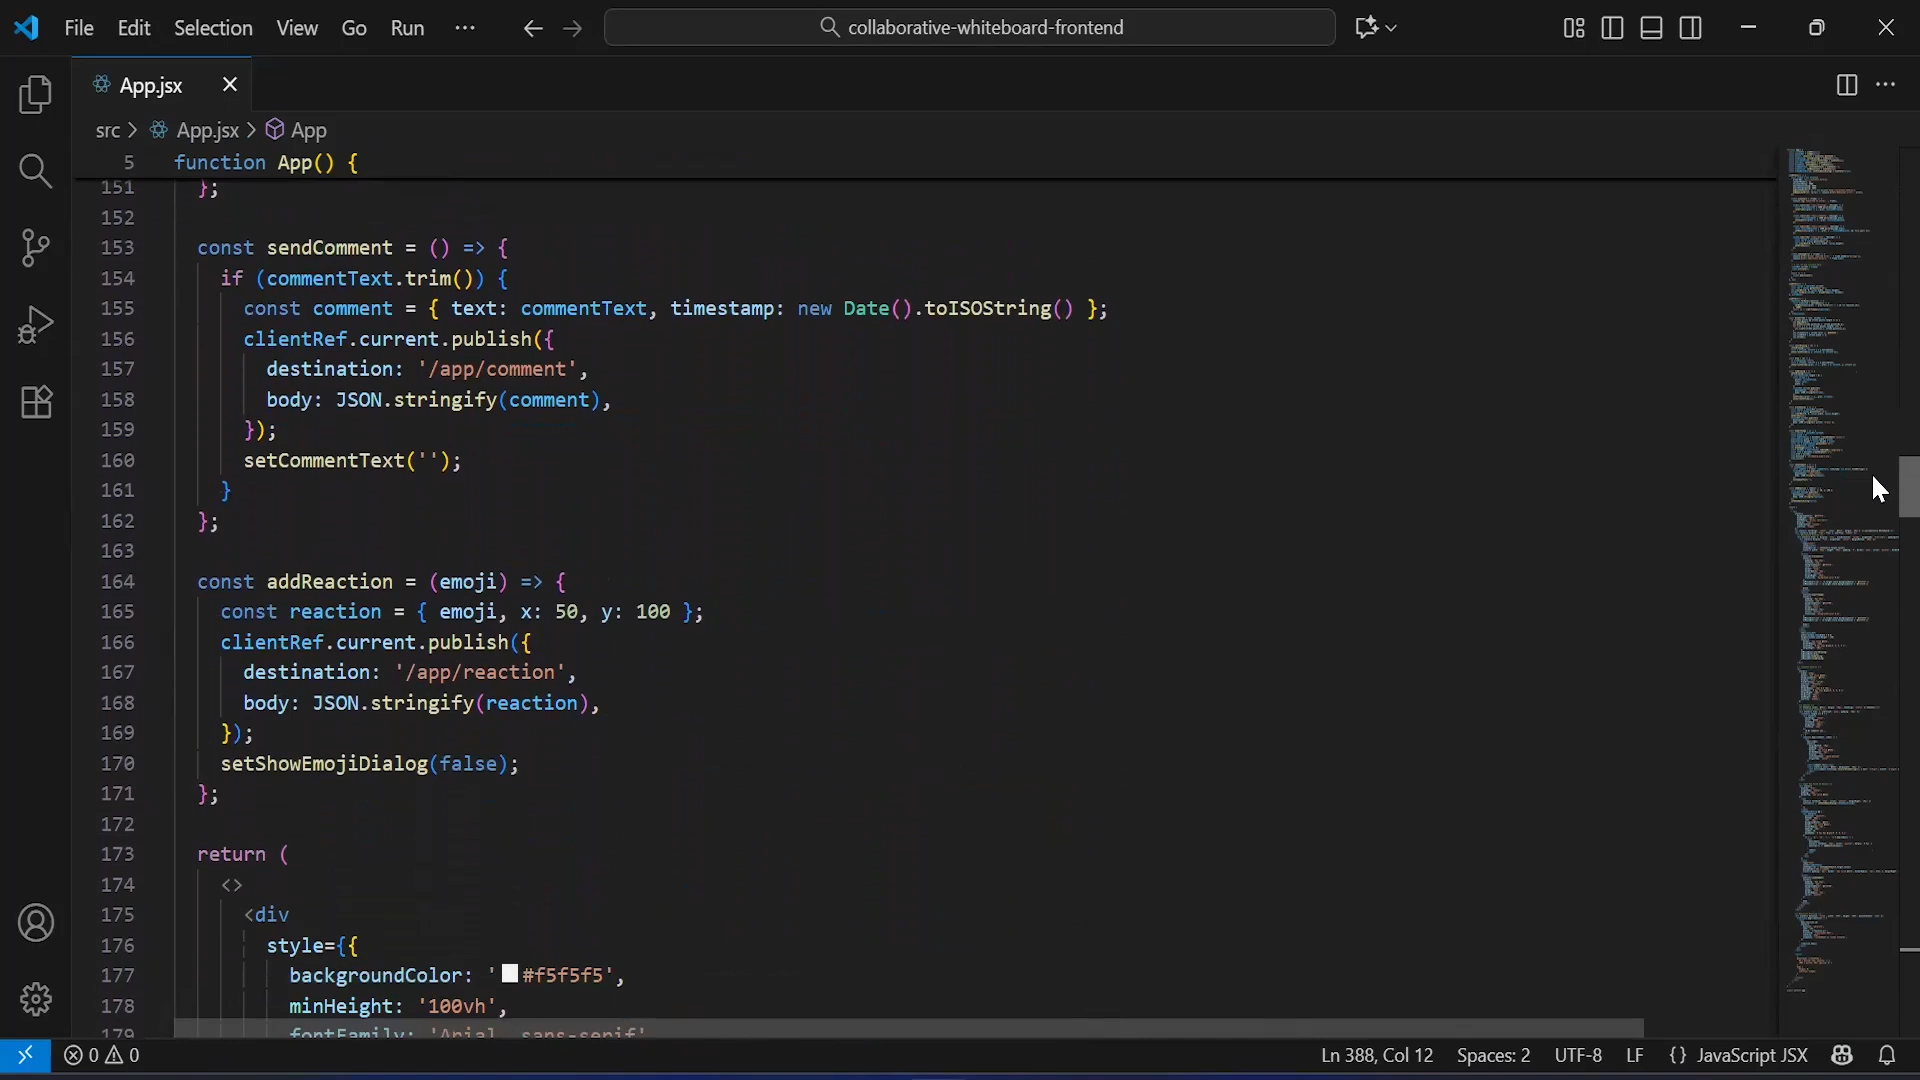 File Edit Selection View Go Run ··· collaborative-whiteboard-frontend
App.jsx
src > App.jsx > App
5 function App() {
151 };
152
153 const sendComment = () => {
154 if (commentText.trim()) {
155 const comment = { text: commentText, timestamp: new Date().toISOString() };
156 clientRef.current.publish({
157 destination: '/app/comment',
158 body: JSON.stringify(comment),
159 });
160 setCommentText('');
161 }
162 };
163
164 const addReaction = (emoji) => {
165 const reaction = { emoji, x: 50, y: 100 };
166 clientRef.current.publish({
167 destination: '/app/reaction',
168 body: JSON.stringify(reaction),
169 });
170 setShowEmojiDialog(false);
171 };
172
173 return (
174 <>
175 <div
176 style={{
177 backgroundColor: '#f5f5f5',
178 minHeight: '100vh',
179 fontFamily: 'Arial, sans-serif'
0 0 Ln 388, Col 12 Spaces: 2 UTF-8 LF {} JavaScript JSX